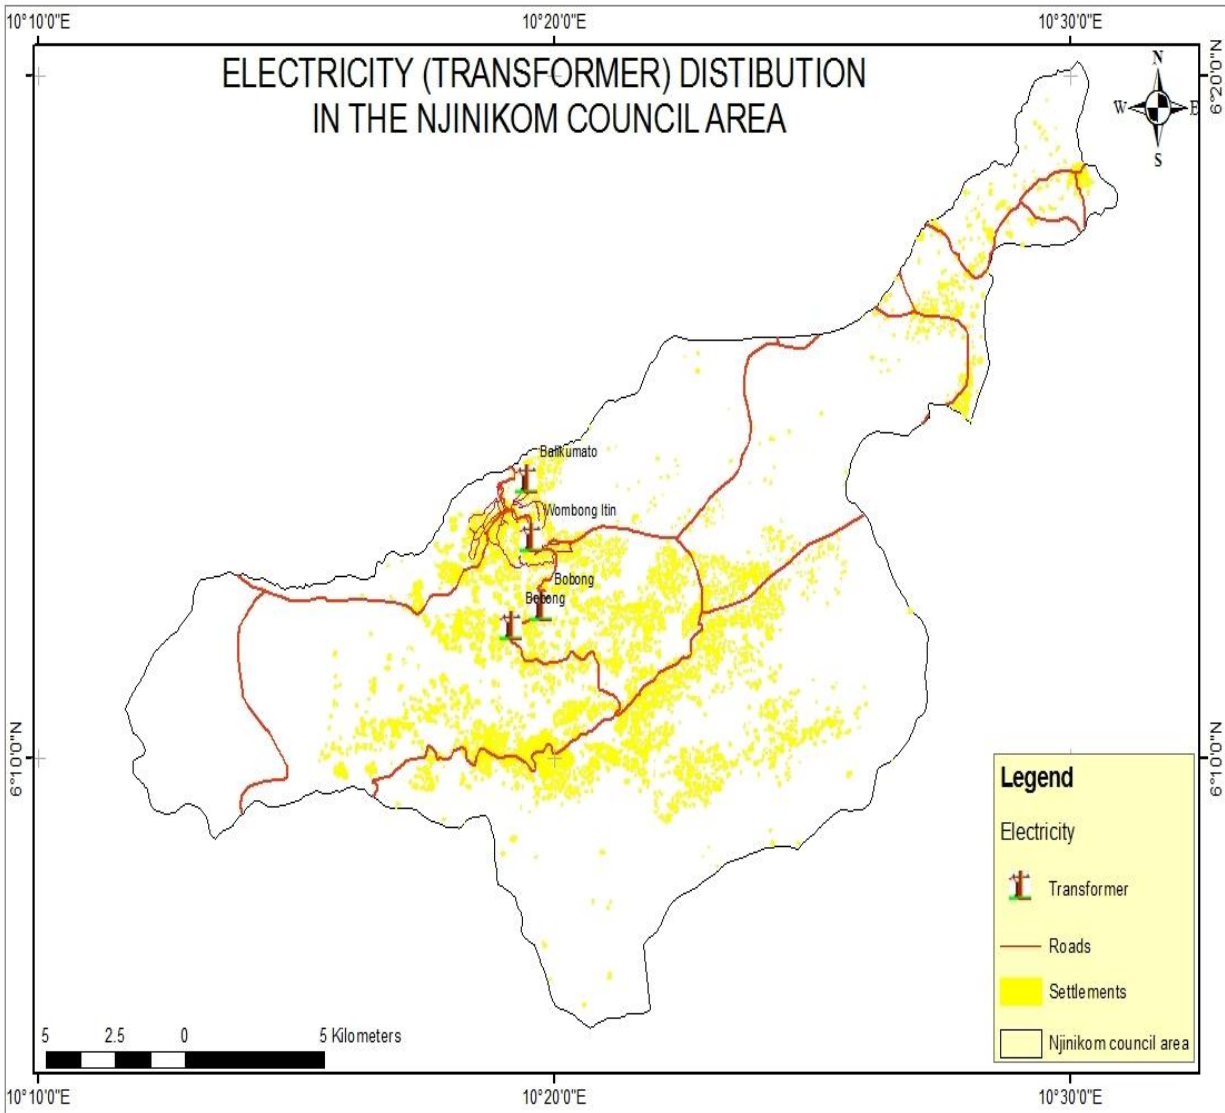 10°10'0"E
10°20'0"E
10°30'0"E
ELECTRICITY (TRANSFORMER) DISTIBUTION
IN THE NJINIKOM COUNCIL AREA
N
W
E
S
6°20'0"N
Balikumato
Wombong Itin
Bobong
Bobong
6°10'0"N
6°10'0"N
Legend
Electricity
Transformer
Roads
Settlements
Njinikom council area
5 2.5 0 5 Kilometers
10°10'0"E
10°20'0"E
10°30'0"E